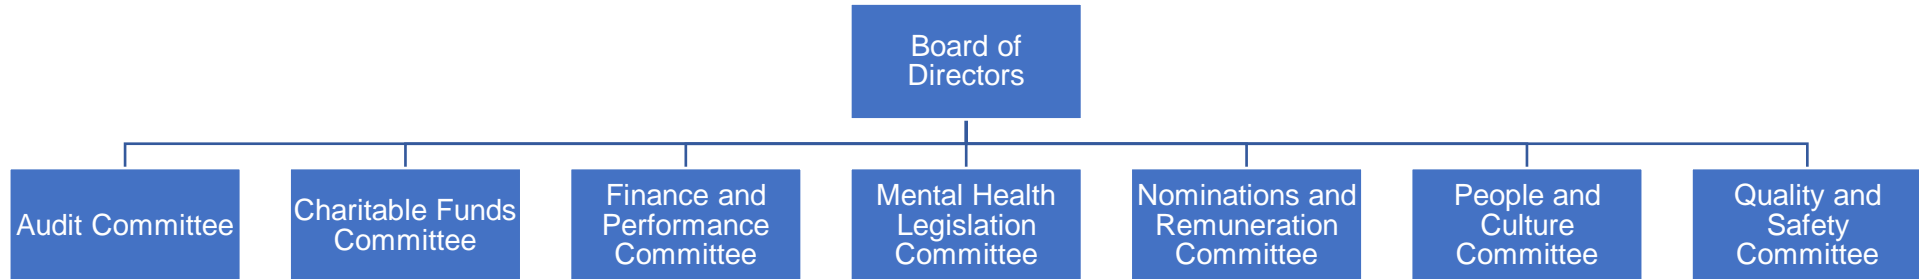 Board of
Directors
Audit Committee
Charitable Funds
Committee
Finance and
Performance
Committee
Mental Health
Legislation
Committee
Nominations and
Remuneration
Committee
People and
Culture
Committee
Quality and
Safety
Committee